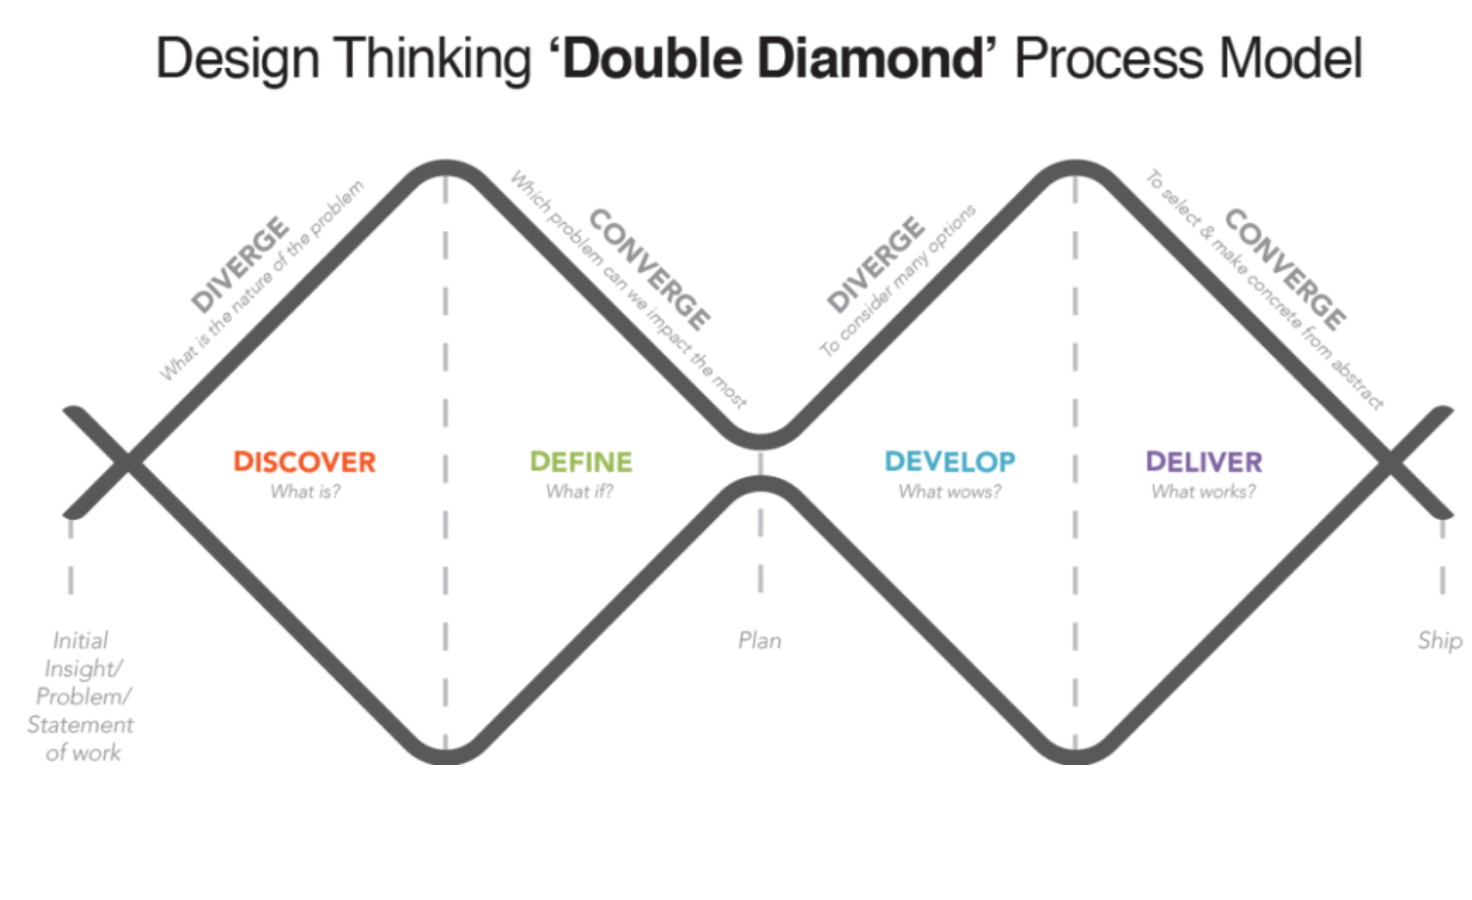 Design Thinking ‘Double Diamond’ Process Model
DIVERGE
What is the nature of the problem
CONVERGE
Which problem can we impact the most
DIVERGE
To consider many options
CONVERGE
To select & make concrete from abstract
DISCOVER
What is?
DEFINE
What if?
DEVELOP
What wows?
DELIVER
What works?
Initial
Insight/
Problem/
Statement
of work
Plan
Ship